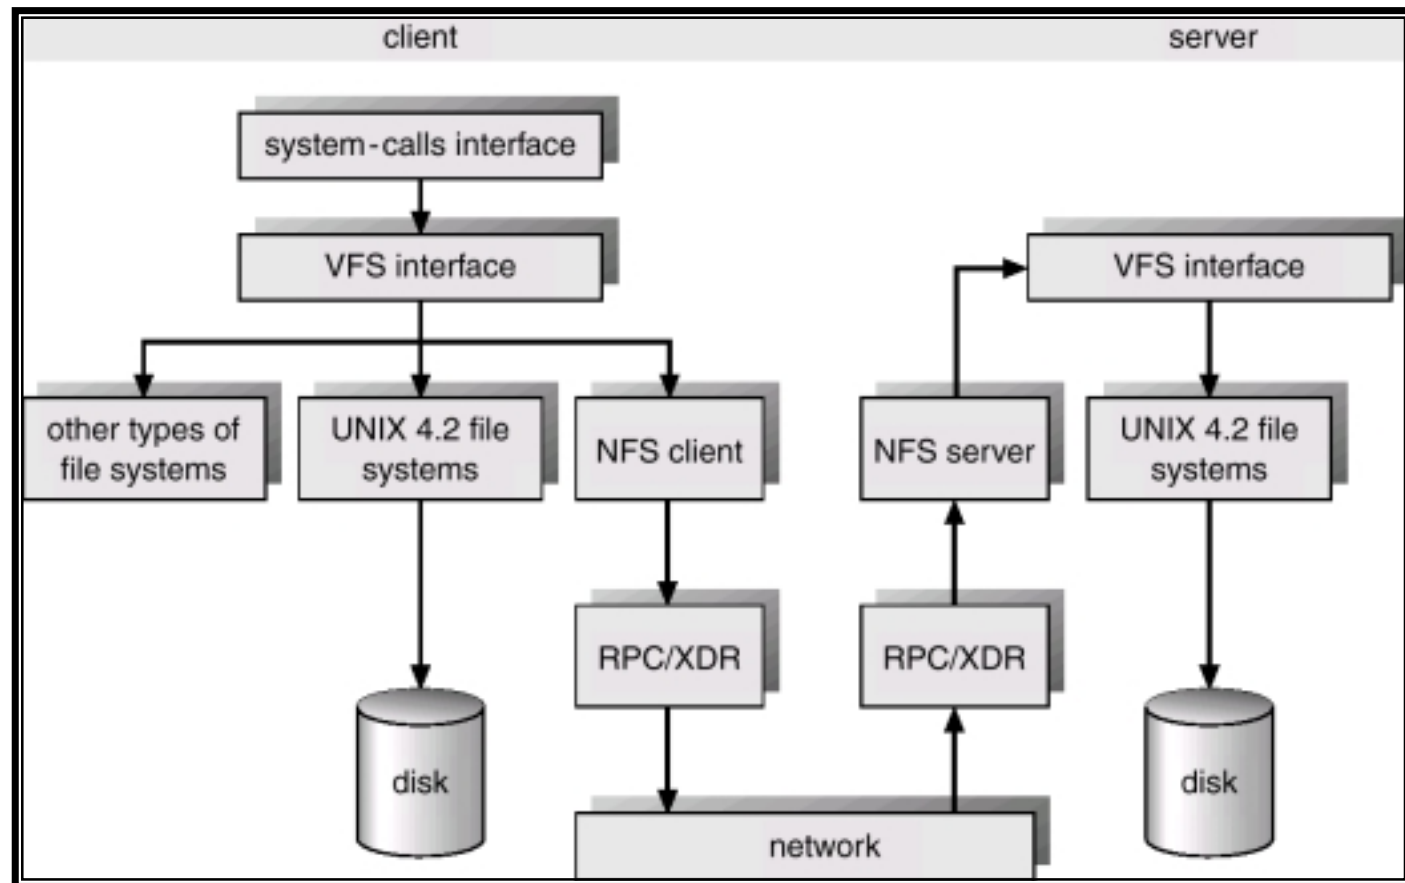 client
server
system-calls interface
VFS interface
VFS interface
other types of
file systems
UNIX 4.2 file
systems
NFS client
NFS server
UNIX 4.2 file
systems
RPC/XDR
RPC/XDR
disk
disk
network